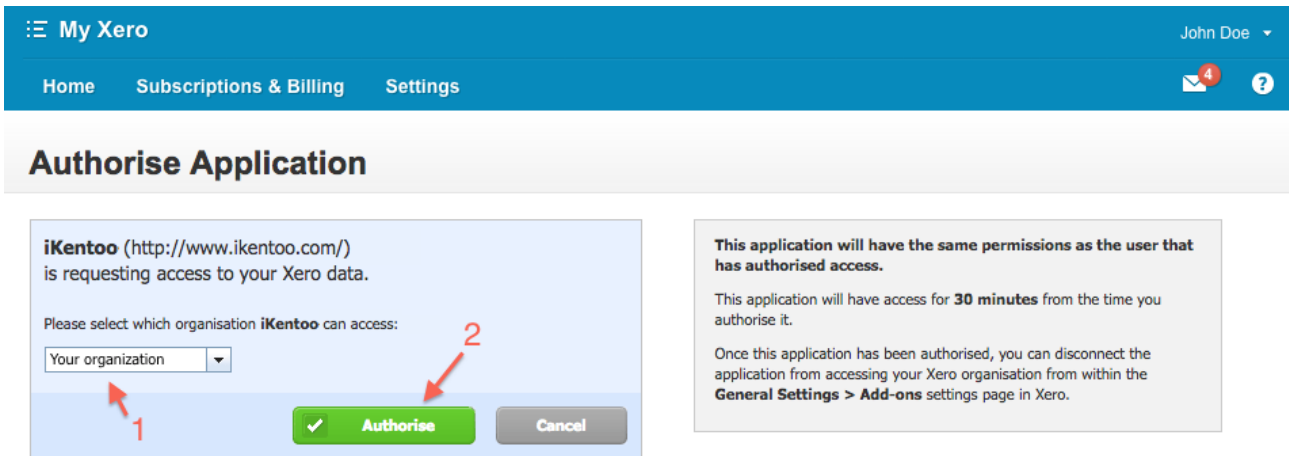 My Xero
John Doe
Home Subscriptions & Billing Settings
4
?
Authorise Application
iKentoo (http://www.ikentoo.com/)
is requesting access to your Xero data.
Please select which organisation iKentoo can access:
Your organization
1
2
Authorise
Cancel
This application will have the same permissions as the user that
has authorised access.
This application will have access for 30 minutes from the time you
authorise it.
Once this application has been authorised, you can disconnect the
application from accessing your Xero organisation from within the
General Settings > Add-ons settings page in Xero.